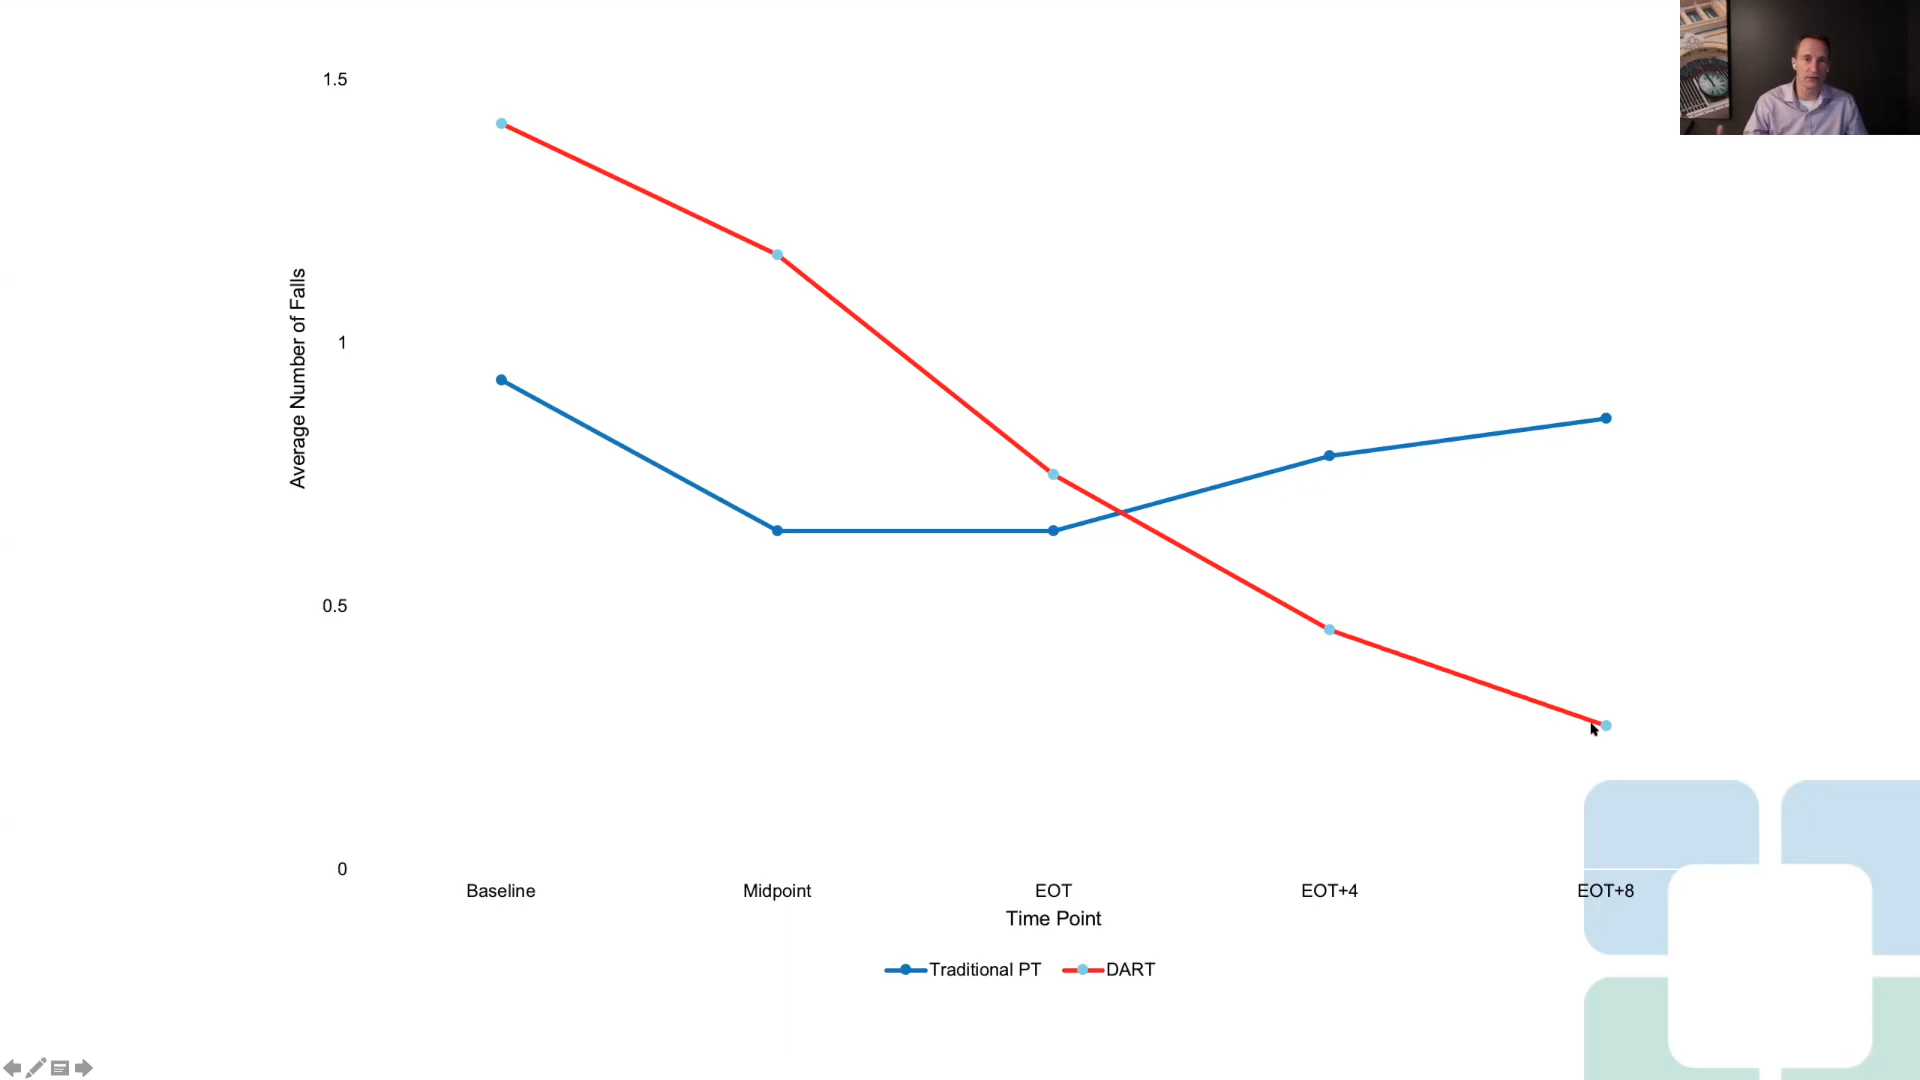 1.5
1
0.5
0
Average Number of Falls
Baseline Midpoint EOT EOT+4 EOT+8
Time Point
Traditional PT DART